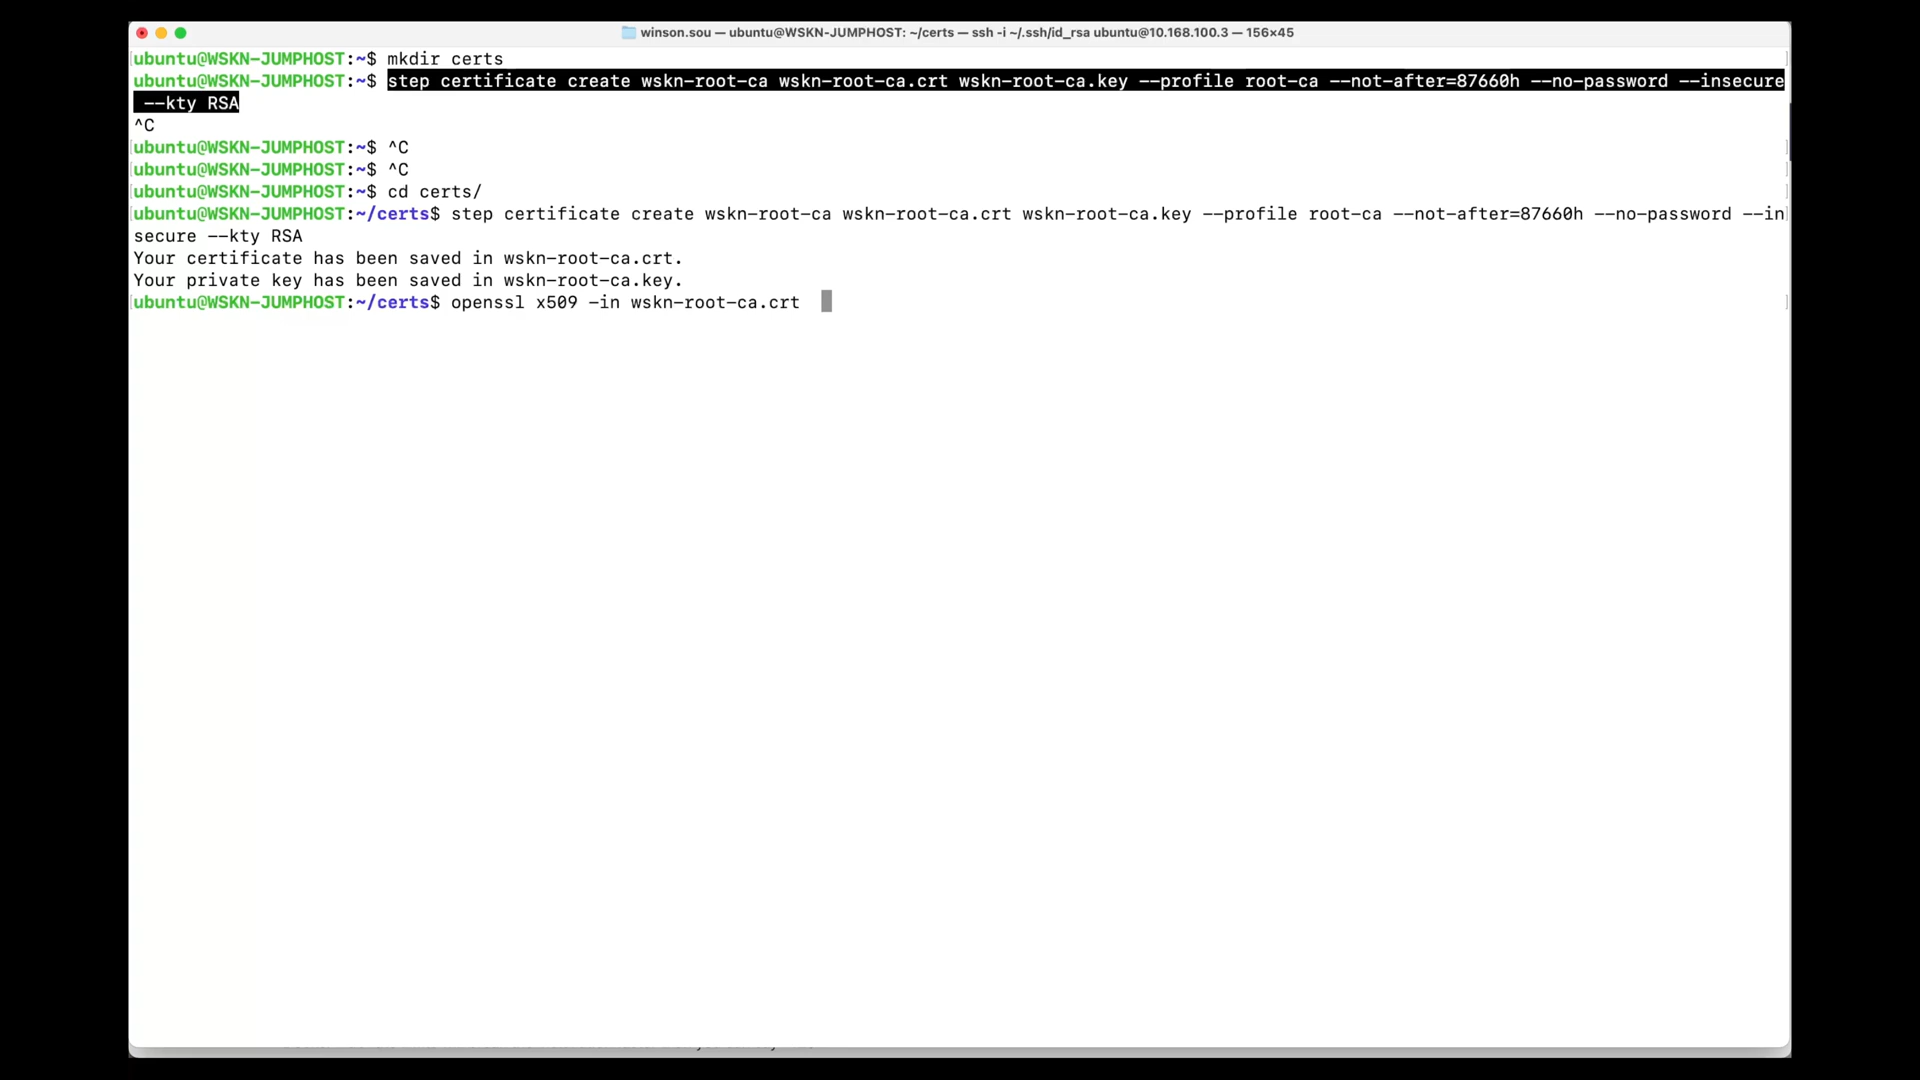 winson.sou — ubuntu@WSKN-JUMPHOST: ~/certs — ssh -i ~/.ssh/id_rsa ubuntu@10.168.100.3 — 156×45
ubuntu@WSKN-JUMPHOST:~$ mkdir certs
ubuntu@WSKN-JUMPHOST:~$ step certificate create wskn-root-ca wskn-root-ca.crt wskn-root-ca.key --profile root-ca --not-after=87660h --no-password --insecure
--kty RSA
^C
ubuntu@WSKN-JUMPHOST:~$ ^C
ubuntu@WSKN-JUMPHOST:~$ ^C
ubuntu@WSKN-JUMPHOST:~$ cd certs/
ubuntu@WSKN-JUMPHOST:~/certs$ step certificate create wskn-root-ca wskn-root-ca.crt wskn-root-ca.key --profile root-ca --not-after=87660h --no-password --in
secure --kty RSA
Your certificate has been saved in wskn-root-ca.crt.
Your private key has been saved in wskn-root-ca.key.
ubuntu@WSKN-JUMPHOST:~/certs$ openssl x509 -in wskn-root-ca.crt